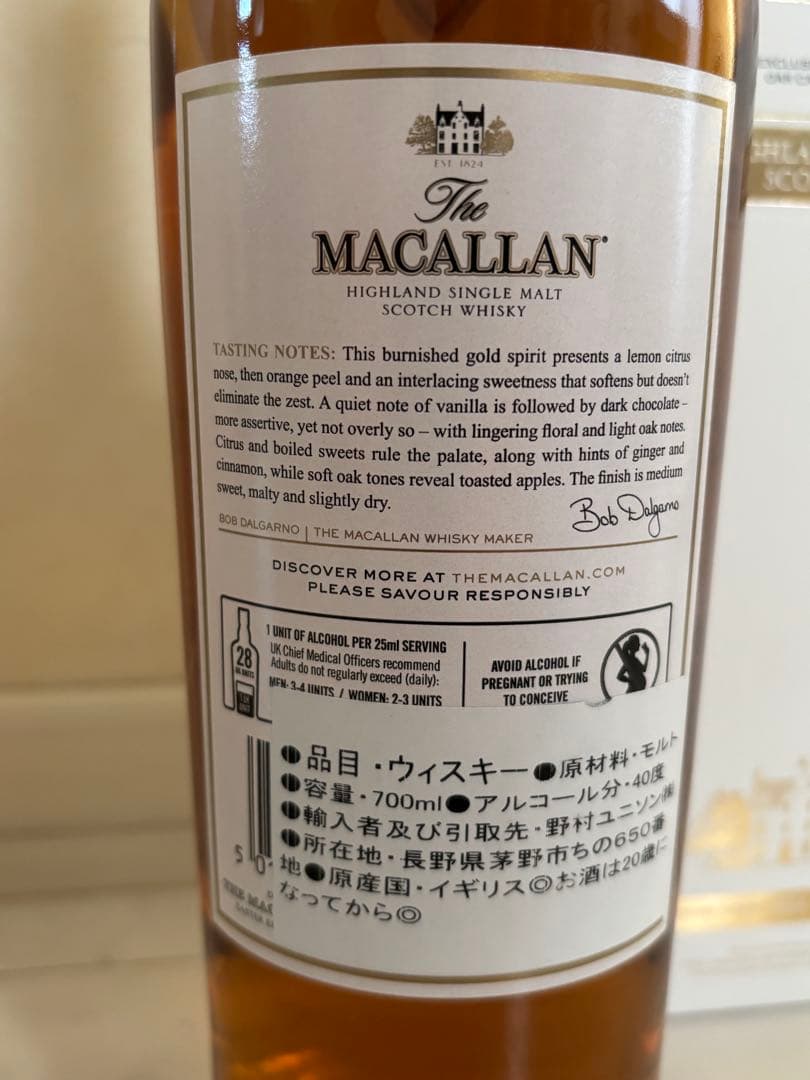 EST. 1824
The
MACALLAN
HIGHLAND SINGLE MALT
SCOTCH WHISKY
TASTING NOTES: This burnished gold spirit presents a lemon citrus
nose, then orange peel and an interlacing sweetness that softens but doesn't
eliminate the zest. A quiet note of vanilla is followed by dark chocolate –
more assertive, yet not overly so – with lingering floral and light oak notes.
Citrus and boiled sweets rule the palate, along with hints of ginger and
cinnamon, while soft oak tones reveal toasted apples. The finish is medium
sweet, malty and slightly dry.
Bob Dalgarno
BOB DALGARNO | THE MACALLAN WHISKY MAKER
DISCOVER MORE AT THEMACALLAN.COM
PLEASE SAVOUR RESPONSIBLY
28
UK UNITS
1 UNIT OF ALCOHOL PER 25ml SERVING
UK Chief Medical Officers recommend
Adults do not regularly exceed (daily):
MEN: 3-4 UNITS / WOMEN: 2-3 UNITS
AVOID ALCOHOL IF
PREGNANT OR TRYING
TO CONCEIVE
●品目・ウィスキー●原材料・モルト
●容量・700ml●アルコール分・40度
●輸入者及び引取先・野村ユニソン㈱
●所在地・長野県茅野市ちの650番
地●原産国・イギリス◎お酒は20歳に
なってから◎
5 0